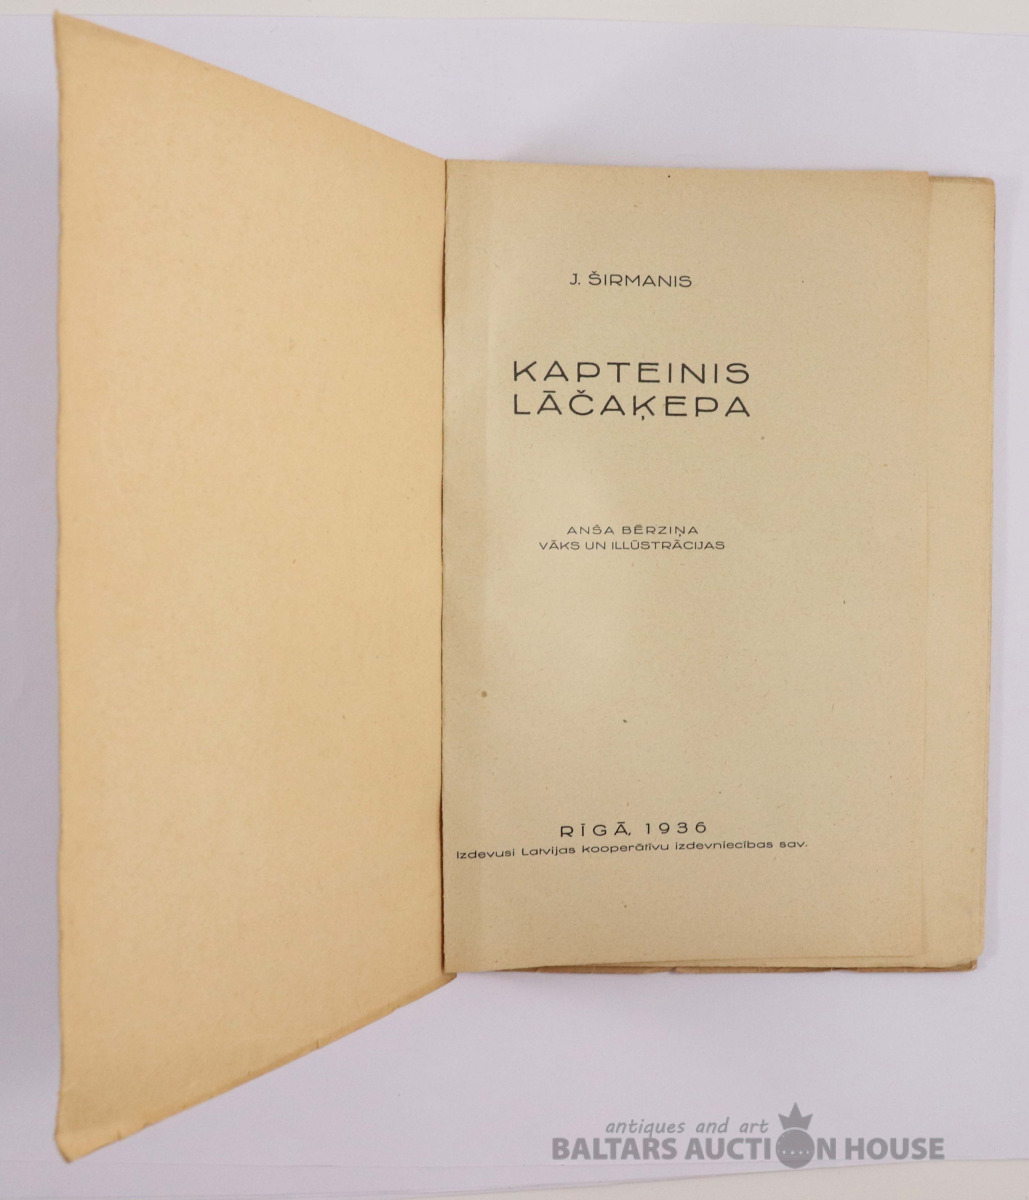 J. ŠIRMANIS
KAPTEINIS
LĀČAĶEPA
ANŠA BĒRZIŅA
VĀKS UN ILLŪSTRĀCIJAS
RĪGĀ, 1936
Izdevusi Latvijas kooperātīvu izdevniecības sav.
antiques and art
BALTARS AUCTION HOUSE